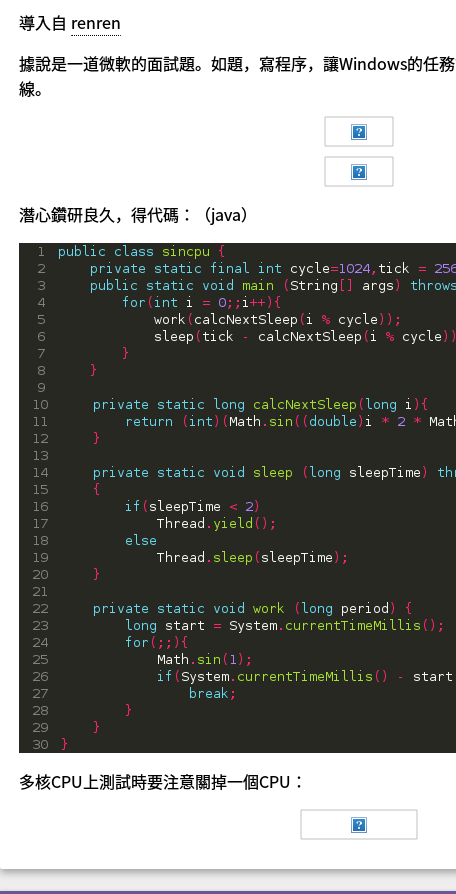 導入自 renren
據說是一道微軟的面試題。如題，寫程序，讓Windows的任務
線。
潛心鑽研良久，得代碼：（java）
1 public class sincpu {
2 private static final int cycle=1024,tick = 256
3 public static void main (String[] args) throws
4 for(int i = 0;;i++){
5 work(calcNextSleep(i % cycle));
6 sleep(tick - calcNextSleep(i % cycle))
7 }
8 }
9
10 private static long calcNextSleep(long i){
11 return (int)(Math.sin((double)i * 2 * Math
12 }
13
14 private static void sleep (long sleepTime) thr
15 {
16 if(sleepTime < 2)
17 Thread.yield();
18 else
19 Thread.sleep(sleepTime);
20 }
21
22 private static void work (long period) {
23 long start = System.currentTimeMillis();
24 for(;;){
25 Math.sin(1);
26 if(System.currentTimeMillis() - start
27 break;
28 }
29 }
30 }
多核CPU上測試時要注意關掉一個CPU：